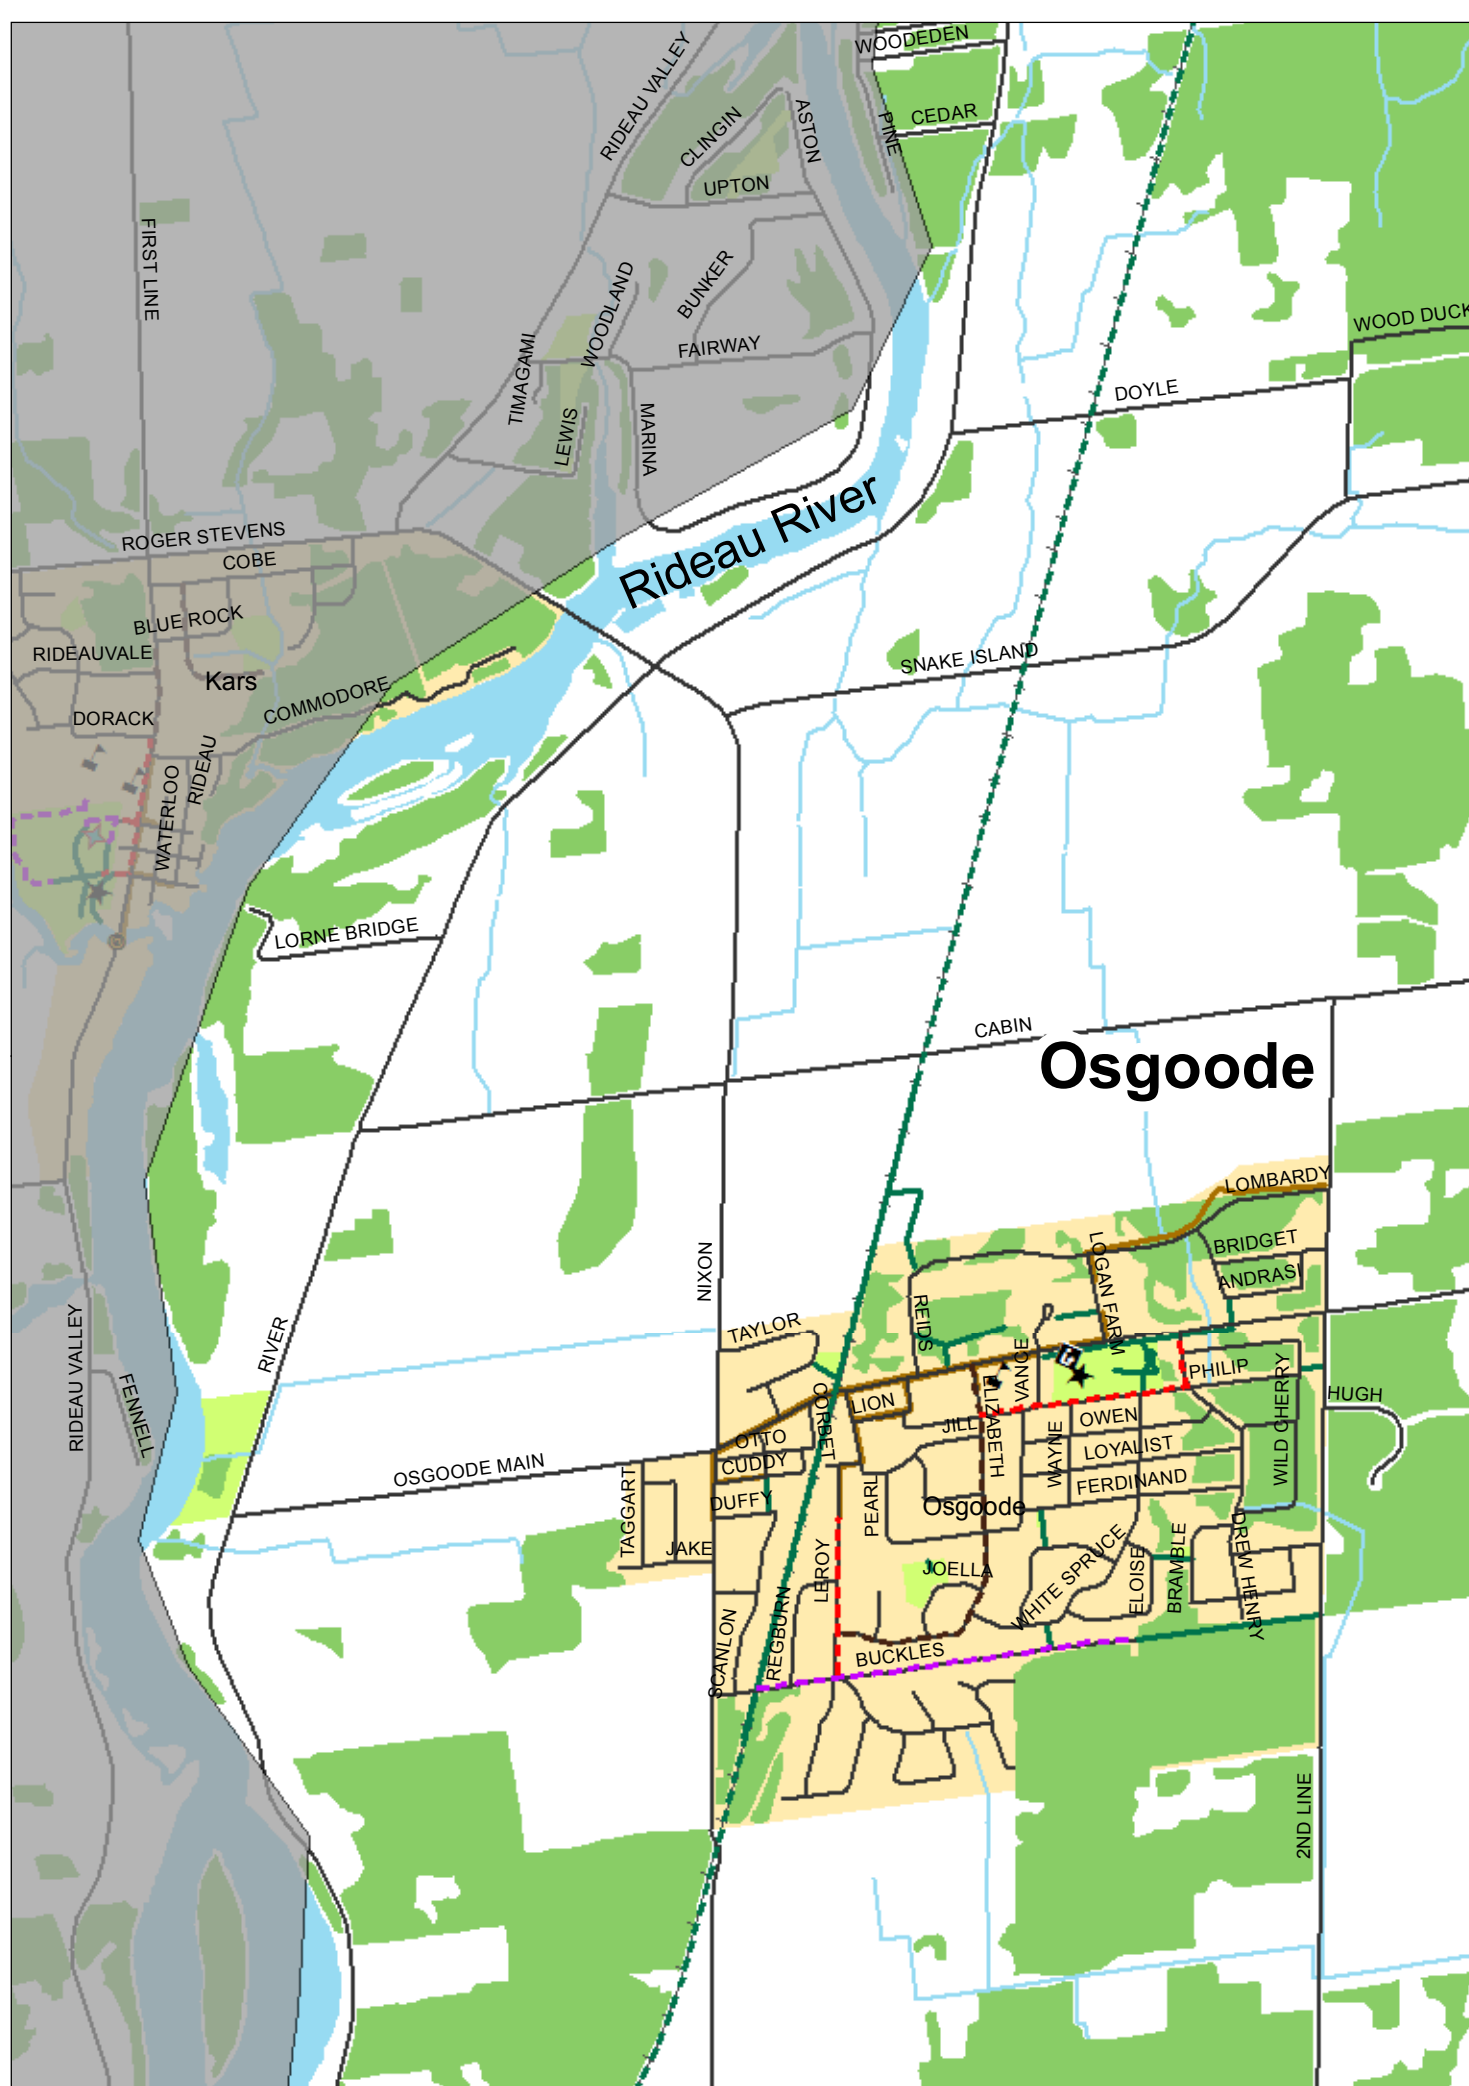 WOODEDEN
RIDEAU VALLEY
CLINGIN
ASTON
PINE
CEDAR
UPTON
FIRST LINE
WOODLAND
BUNKER
WOOD DUCK
TIMAGAMI
FAIRWAY
DOYLE
LEWIS
MARINA
Rideau River
ROGER STEVENS
COBE
BLUE ROCK
RIDEAUVALE
SNAKE ISLAND
Kars
COMMODORE
DORACK
RIDEAU
WATERLOO
LORNE BRIDGE
CABIN
Osgoode
LOMBARDY
NIXON
LOGAN FARM
BRIDGET
ANDRASI
RIDEAU VALLEY
RIVER
TAYLOR
REIDS
VANCE
PHILIP
FENNELL
CORBET
LION
ELIZABETH
WILD CHERRY
HUGH
OTTO
JILL
OWEN
OSGOODE MAIN
CUDDY
WAYNE
LOYALIST
TAGGART
DUFFY
PEARL
Osgoode
FERDINAND
JAKE
LEROY
JOELLA
WHITE SPRUCE
ELOISE
BRAMBLE
DREW HENRY
SCANLON
REGBURN
BUCKLES
2ND LINE